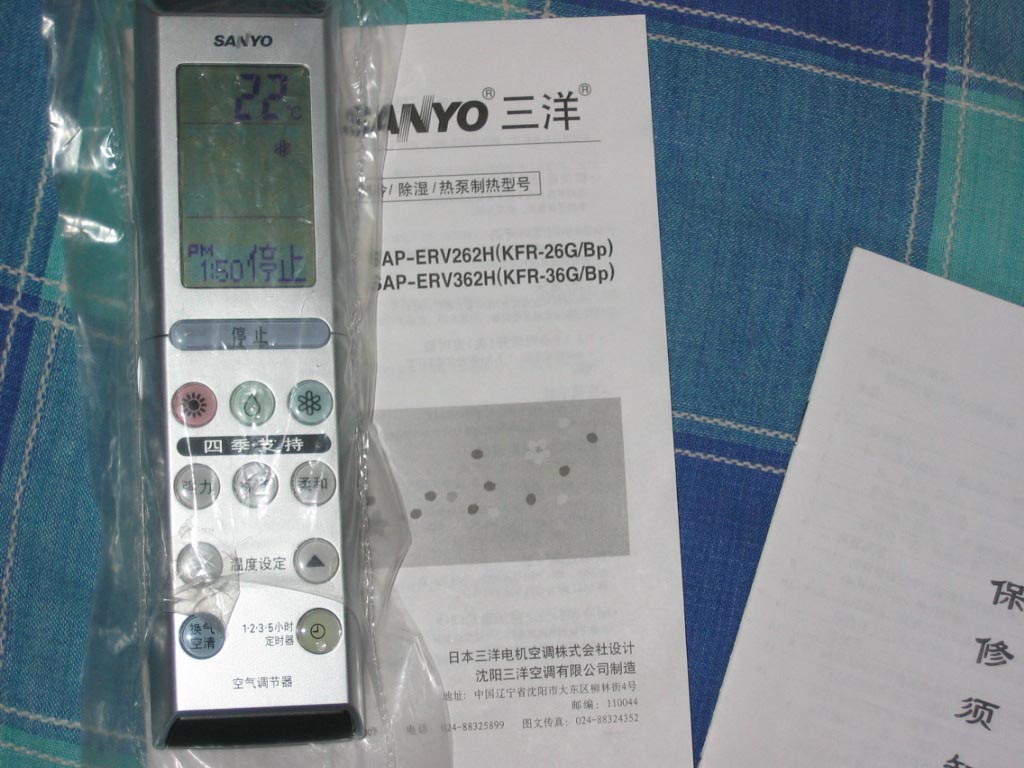 SANYO
22°C
PM 1:50 停止
停止
四季·支持
强力
柔和
温度设定
换气
空清
1·2·3·5小时
定时器
空气调节器
SANYO® 三洋®
冷/除湿/热泵制热型号
SAP-ERV262H(KFR-26G/Bp)
SAP-ERV362H(KFR-36G/Bp)
日本三洋电机空调株式会社设计
沈阳三洋空调有限公司制造
地址: 中国辽宁省沈阳市大东区柳林街4号
邮编: 110044
电话 024-88325899 图文传真: 024-88324352
保
修
须
知